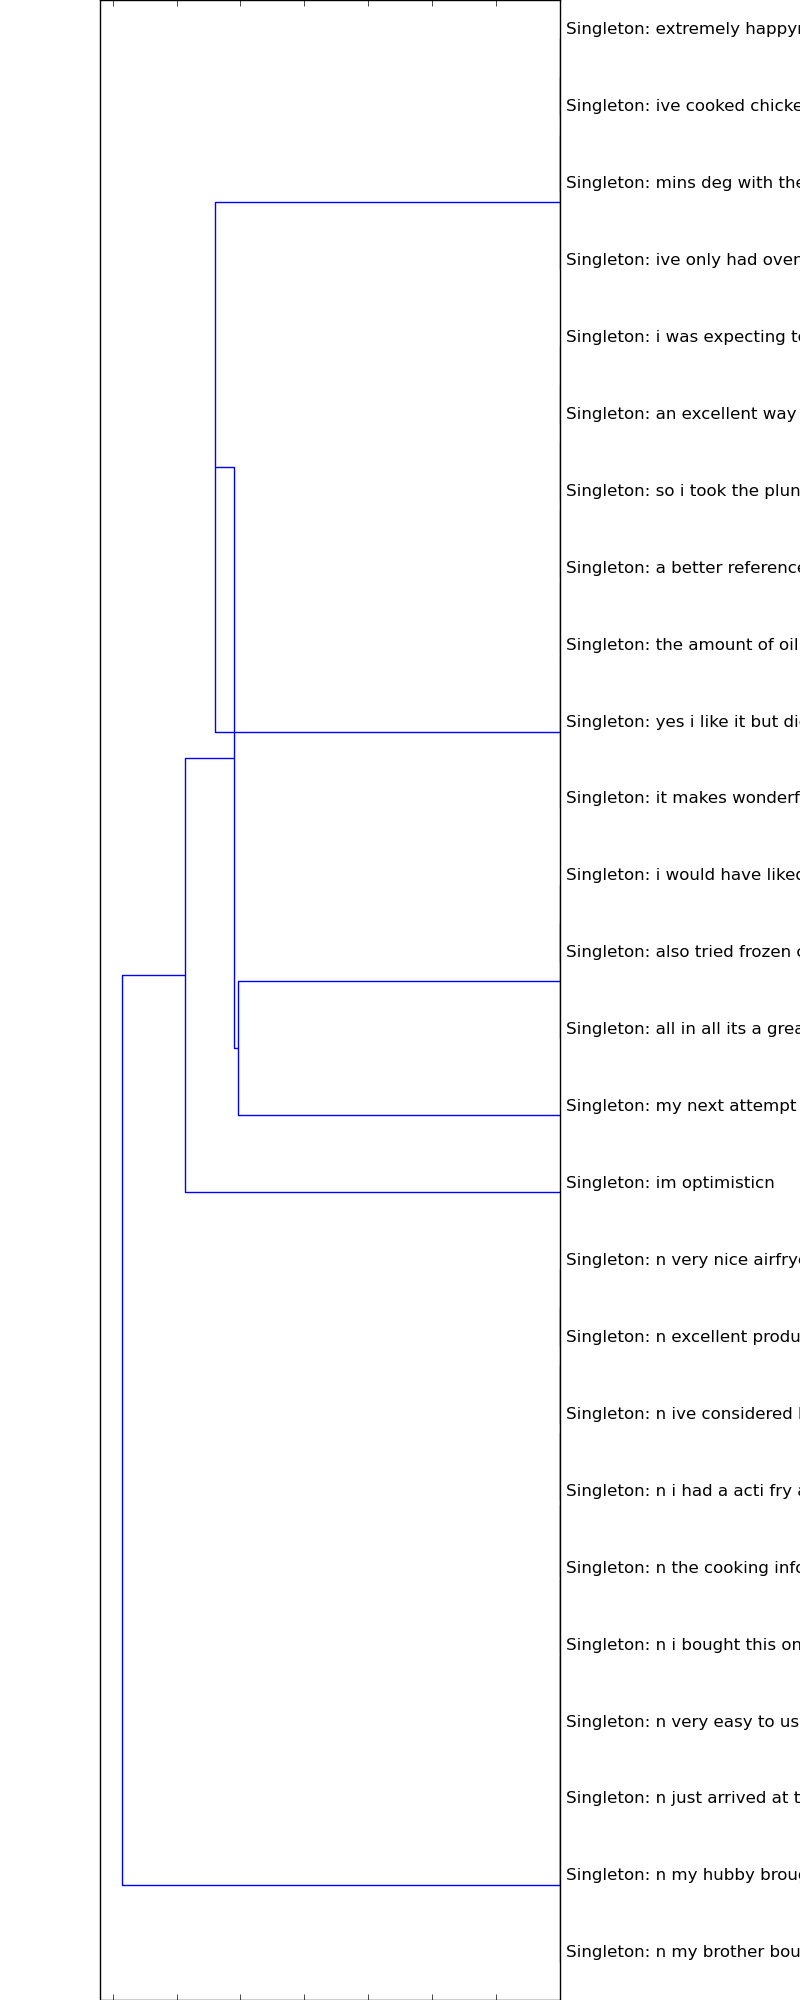 Singleton: extremely happy
Singleton: ive cooked chicke
Singleton: mins deg with the
Singleton: ive only had over
Singleton: i was expecting t
Singleton: an excellent way
Singleton: so i took the plun
Singleton: a better reference
Singleton: the amount of oil
Singleton: yes i like it but di
Singleton: it makes wonderf
Singleton: i would have liked
Singleton: also tried frozen
Singleton: all in all its a grea
Singleton: my next attempt
Singleton: im optimisticn
Singleton: n very nice airfry
Singleton: n excellent produ
Singleton: n ive considered
Singleton: n i had a acti fry
Singleton: n the cooking info
Singleton: n i bought this on
Singleton: n very easy to us
Singleton: n just arrived at t
Singleton: n my hubby brou
Singleton: n my brother bou